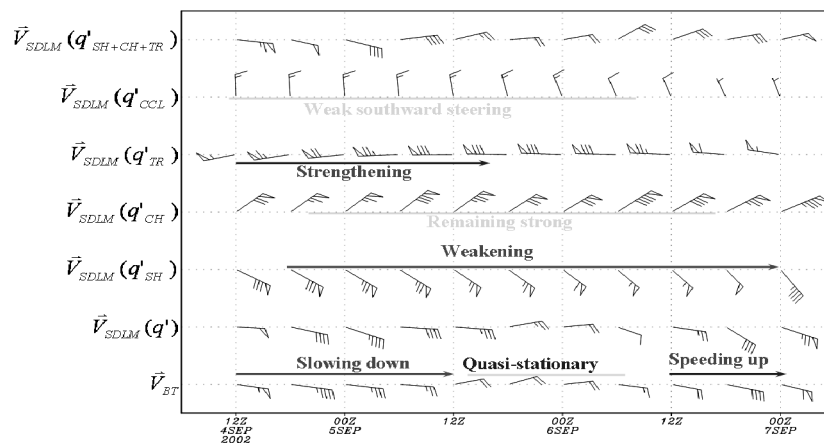 V⃗SDLM(q'SH+CH+TR)
V⃗SDLM(q'CCL)
Weak southward steering
V⃗SDLM(q'TR)
Strengthening
V⃗SDLM(q'CH)
Remaining strong
Weakening
V⃗SDLM(q'SH)
V⃗SDLM(q')
Slowing down Quasi-stationary Speeding up
V⃗BT
12Z 00Z 12Z 00Z 12Z 00Z
4SEP 5SEP 6SEP 7SEP
2002